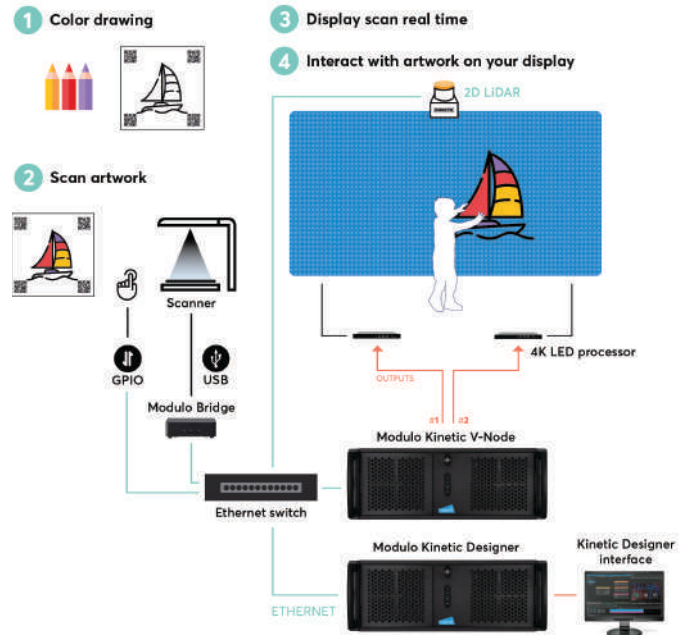 1 Color drawing
3 Display scan real time
4 Interact with artwork on your display
2D LiDAR
2 Scan artwork
Scanner
GPIO
USB
Modulo Bridge
4K LED processor
OUTPUTS
#1 #2
Modulo Kinetic V-Node
Ethernet switch
Modulo Kinetic Designer
Kinetic Designer
interface
ETHERNET